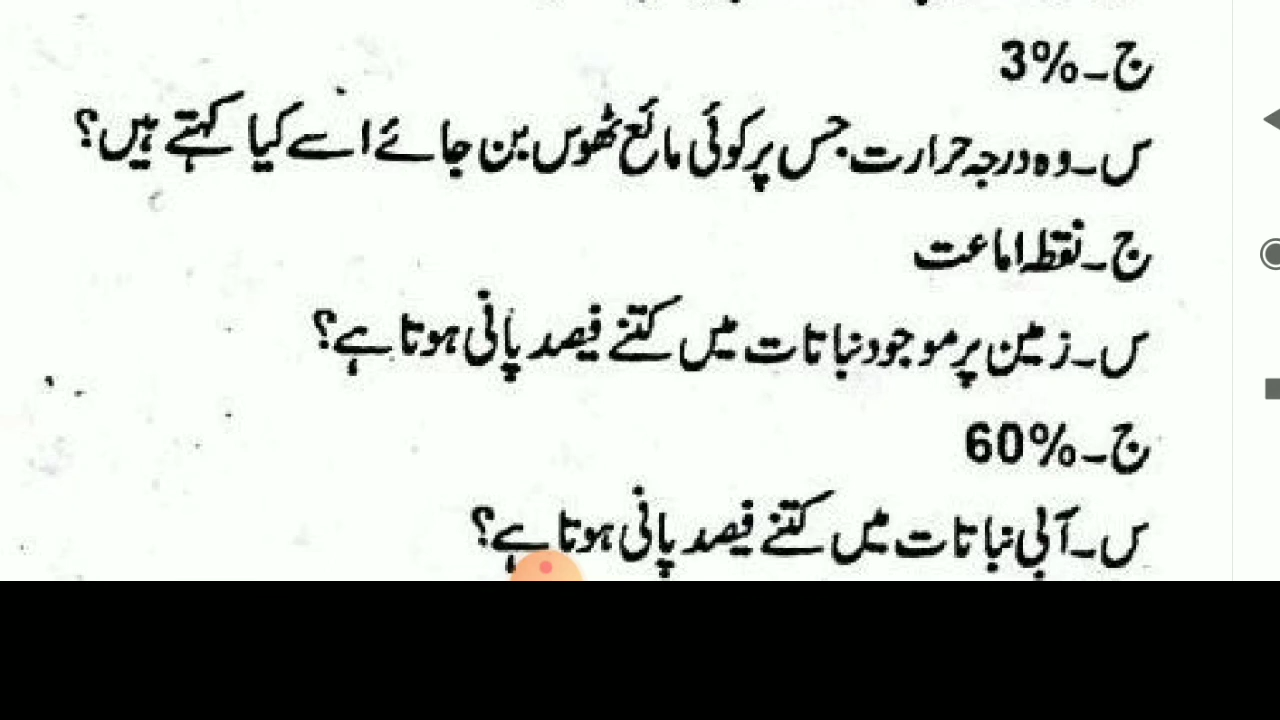 ج۔3%
س۔وہ درجہ حرارت جس پر کوئی مائع ٹھوس بن جائے اسے کیا کہتے ہیں؟
ج۔نقطہ اماعت
س۔زمین پر موجود نباتات میں کتنے فیصد پانی ہوتا ہے؟
ج۔60%
س۔آبی نباتات میں کتنے فیصد پانی ہوتا ہے؟